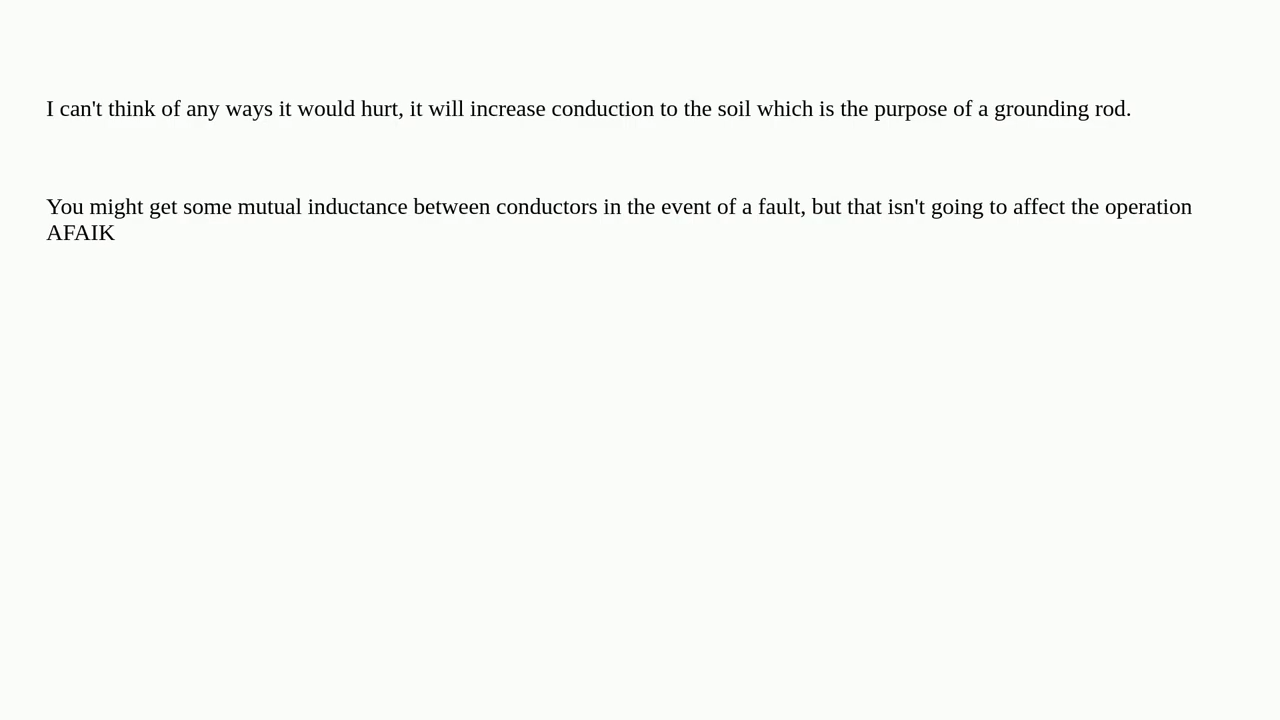 I can't think of any ways it would hurt, it will increase conduction to the soil which is the purpose of a grounding rod.
You might get some mutual inductance between conductors in the event of a fault, but that isn't going to affect the operation
AFAIK